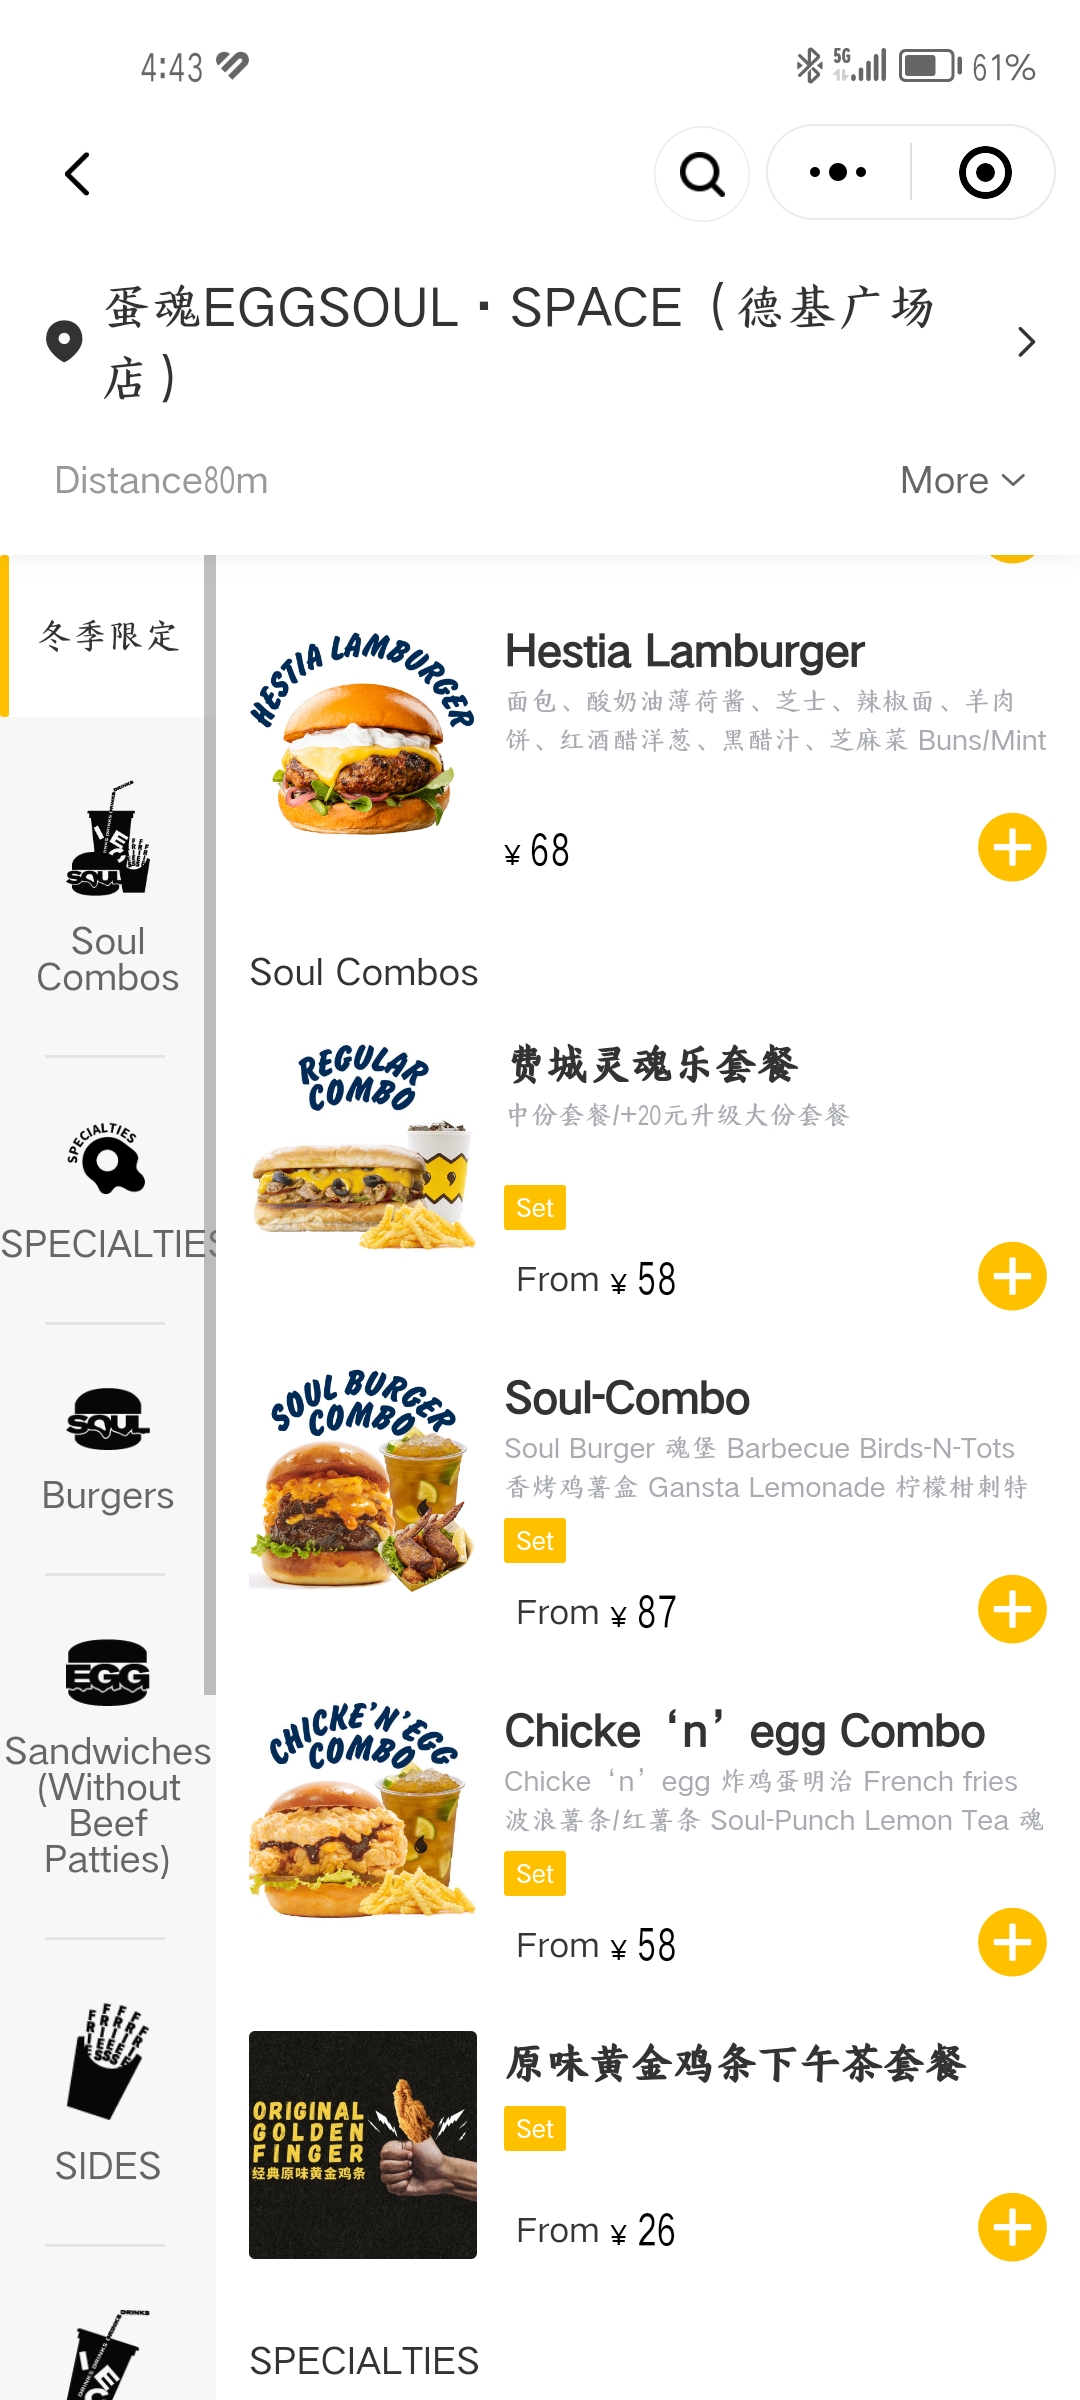 4:43
5G
61%
蛋魂EGGSOUL·SPACE（德基广场
店）
Distance80m
More
冬季限定
Soul
Combos
SPECIALTIES
SPECIALTIES
SOUL
Burgers
EGG
Sandwiches
(Without
Beef
Patties)
SIDES
DRINKS
HESTIA LAMBURGER
Hestia Lamburger
面包、酸奶油薄荷酱、芝士、辣椒面、羊肉
饼、红酒醋洋葱、黑醋汁、芝麻菜 Buns/Mint
¥ 68
Soul Combos
REGULAR
COMBO
费城灵魂乐套餐
中份套餐/+20元升级大份套餐
Set
From ¥ 58
SOUL BURGER
COMBO
Soul-Combo
Soul Burger 魂堡 Barbecue Birds-N-Tots
香烤鸡薯盒 Gansta Lemonade 柠檬柑刺特
Set
From ¥ 87
CHICKE'N'EGG
COMBO
Chicke‘n’egg Combo
Chicke‘n’egg 炸鸡蛋明治 French fries
波浪薯条/红薯条 Soul-Punch Lemon Tea 魂
Set
From ¥ 58
ORIGINAL
GOLDEN
FINGER
经典原味黄金鸡条
原味黄金鸡条下午茶套餐
Set
From ¥ 26
SPECIALTIES